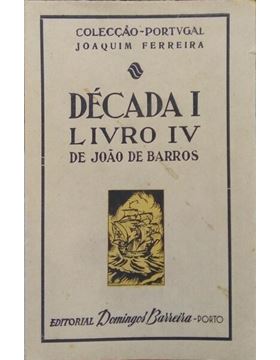 COLECÇÃO-PORTVGAL
JOAQUIM FERREIRA
DÉCADA I
LIVRO IV
DE JOÃO DE BARROS
EDITORIAL Domingos Barreira-PORTO